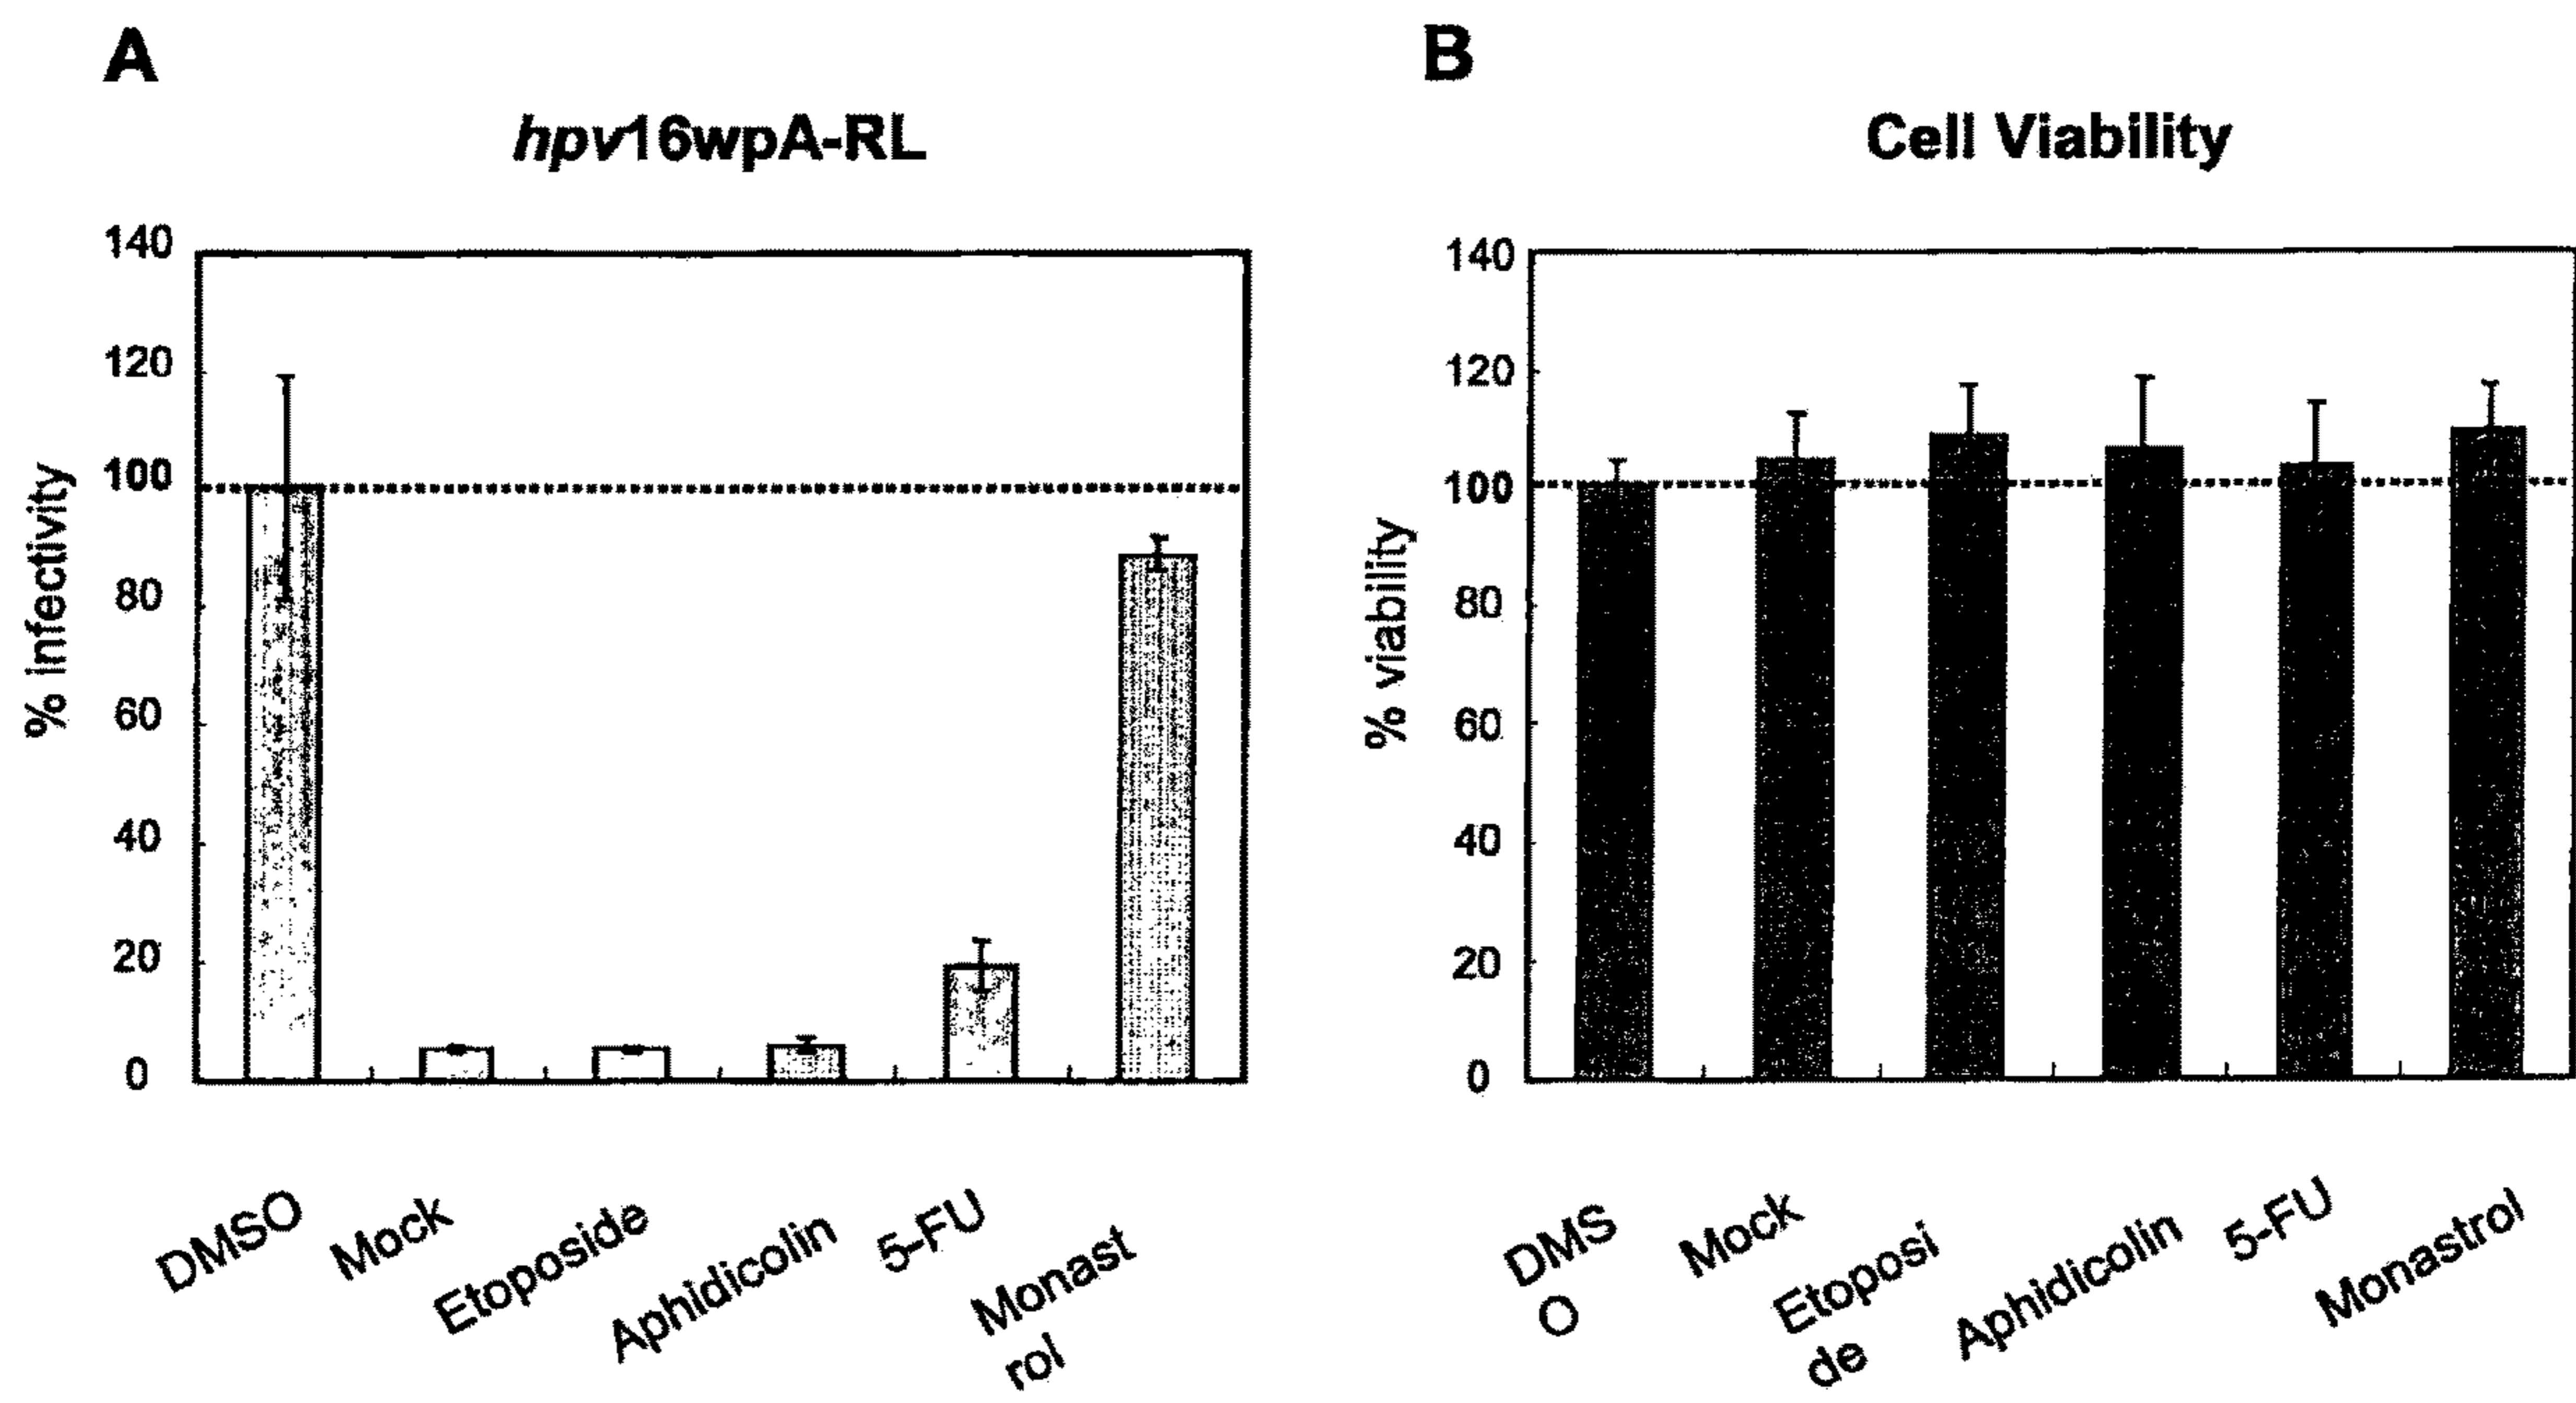 A
hpv16wpA-RL
140
120
100
80
60
40
20
0
% infectivity
DMSO
Mock
Etoposide
Aphidicolin
5-FU
Monast
rol
B
Cell Viability
140
120
100
80
60
40
20
0
% viability
DMS
O
Mock
Etoposi
de
Aphidicolin
5-FU
Monastrol